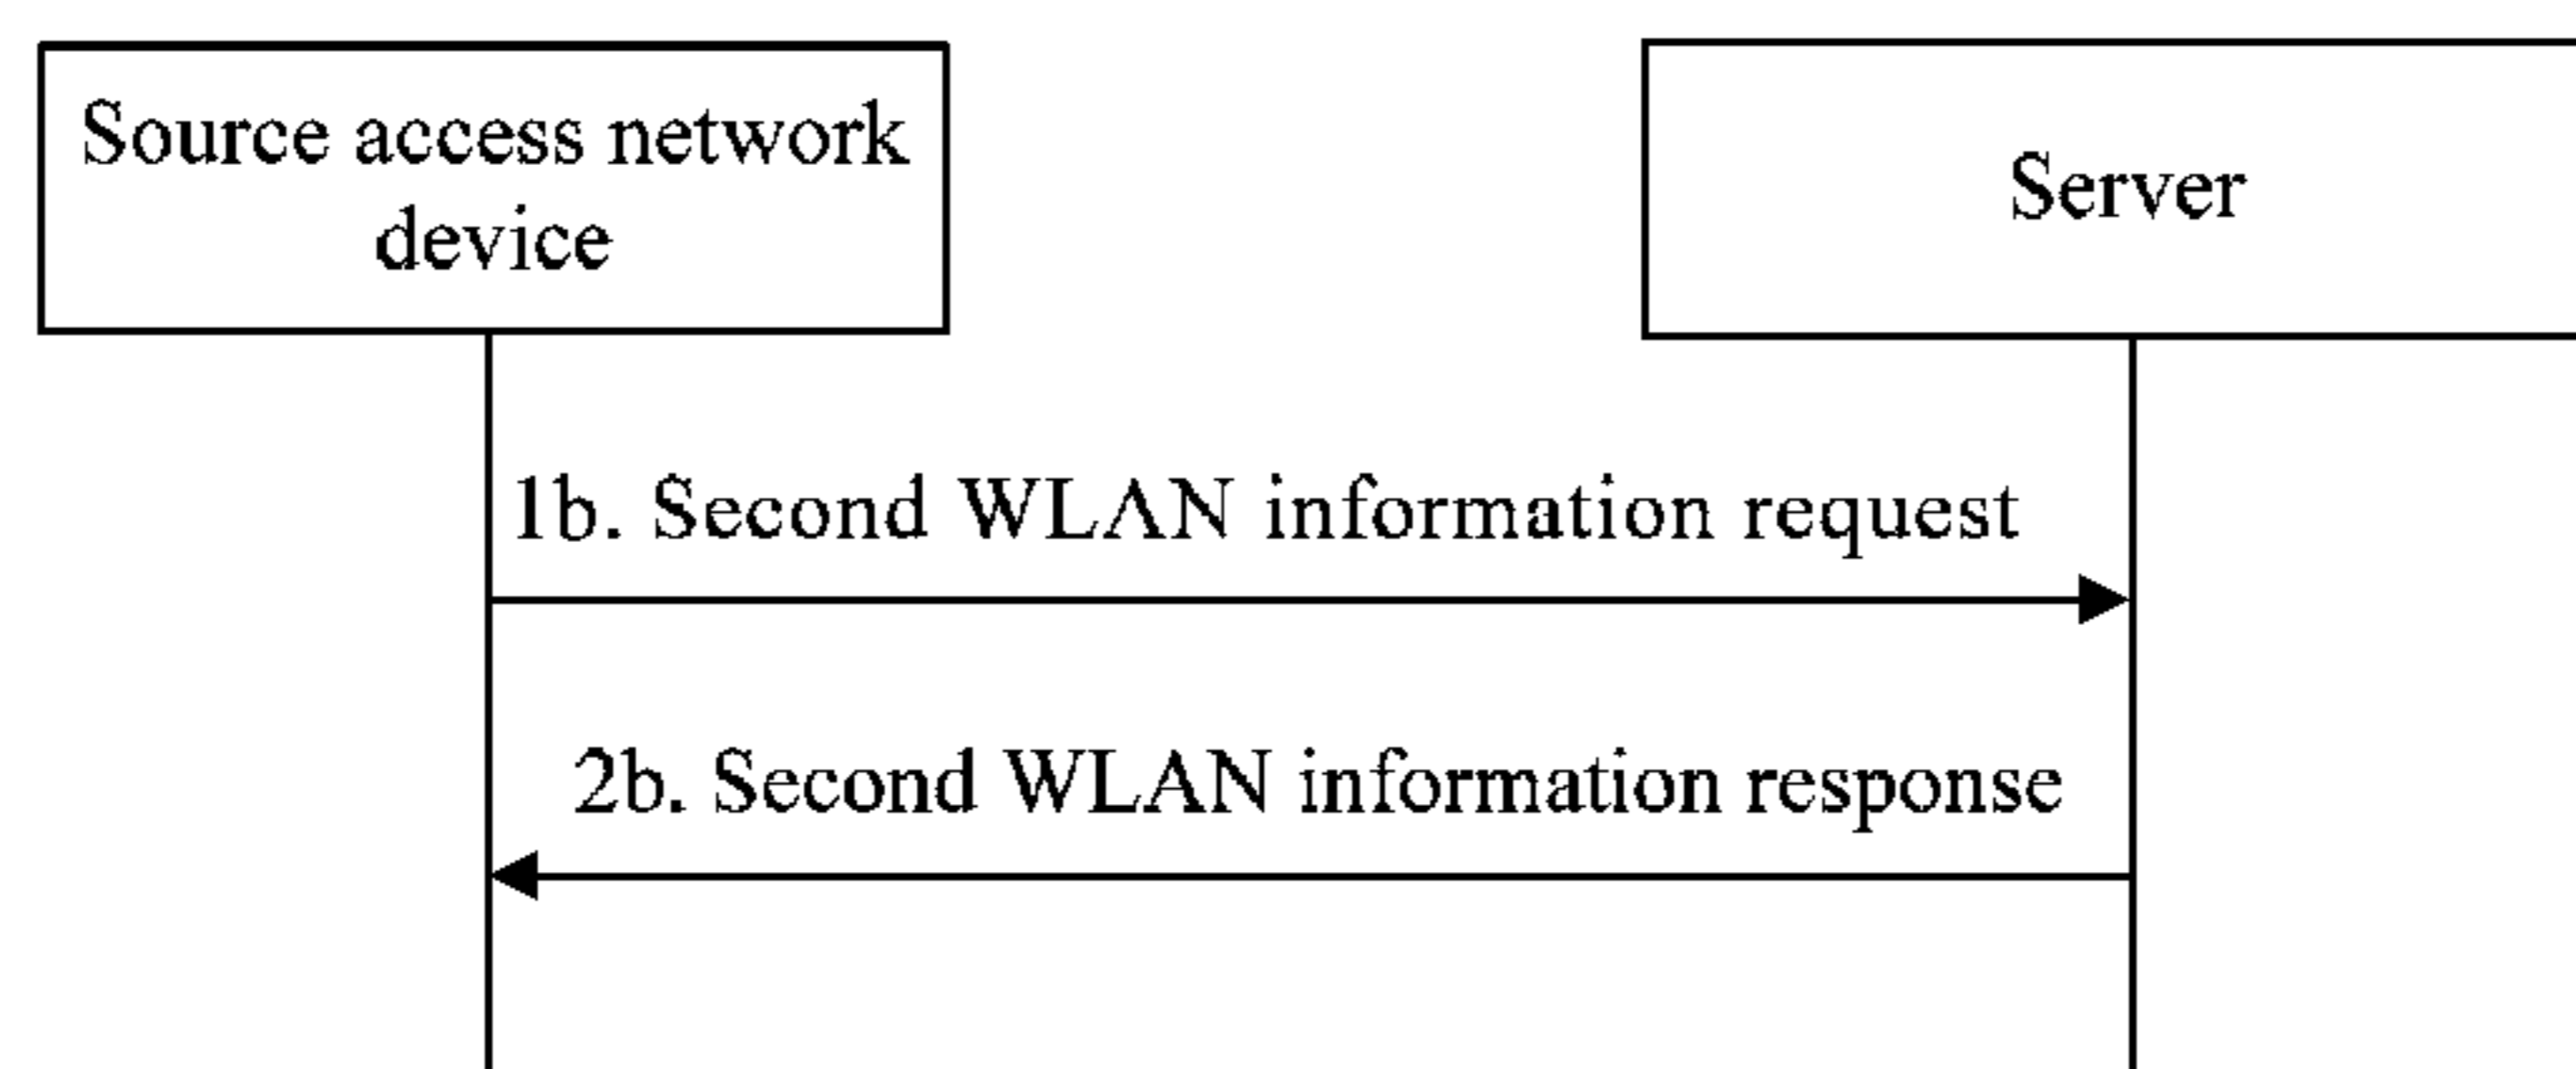 Source access network
device
Server
1b. Second WLAN information request
2b. Second WLAN information response